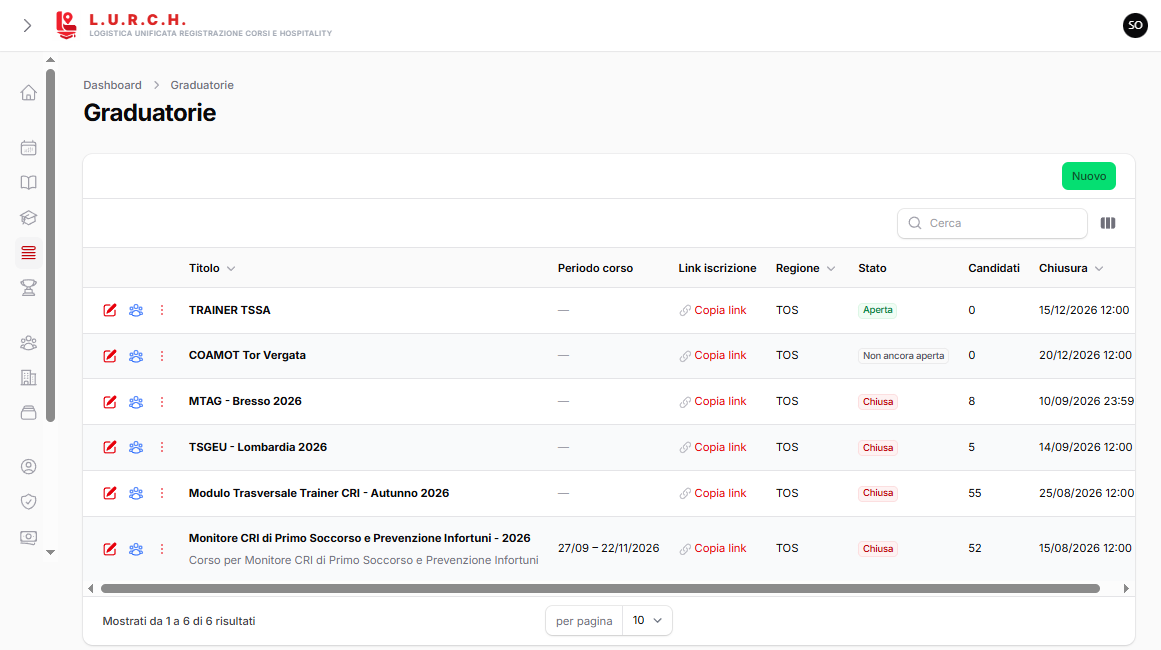 L.U.R.C.H.
LOGISTICA UNIFICATA REGISTRAZIONE CORSI E HOSPITALITY
SO
Dashboard > Graduatorie
Graduatorie
Nuovo
Cerca
Titolo Periodo corso Link iscrizione Regione Stato Candidati Chiusura
TRAINER TSSA — Copia link TOS Aperta 0 15/12/2026 12:00
COAMOT Tor Vergata — Copia link TOS Non ancora aperta 0 20/12/2026 12:00
MTAG - Bresso 2026 — Copia link TOS Chiusa 8 10/09/2026 23:59
TSGEU - Lombardia 2026 — Copia link TOS Chiusa 5 14/09/2026 12:00
Modulo Trasversale Trainer CRI - Autunno 2026 — Copia link TOS Chiusa 55 25/08/2026 12:00
Monitore CRI di Primo Soccorso e Prevenzione Infortuni - 2026 27/09 – 22/11/2026 Copia link TOS Chiusa 52 15/08/2026 12:00
Corso per Monitore CRI di Primo Soccorso e Prevenzione Infortuni
Mostrati da 1 a 6 di 6 risultati per pagina 10